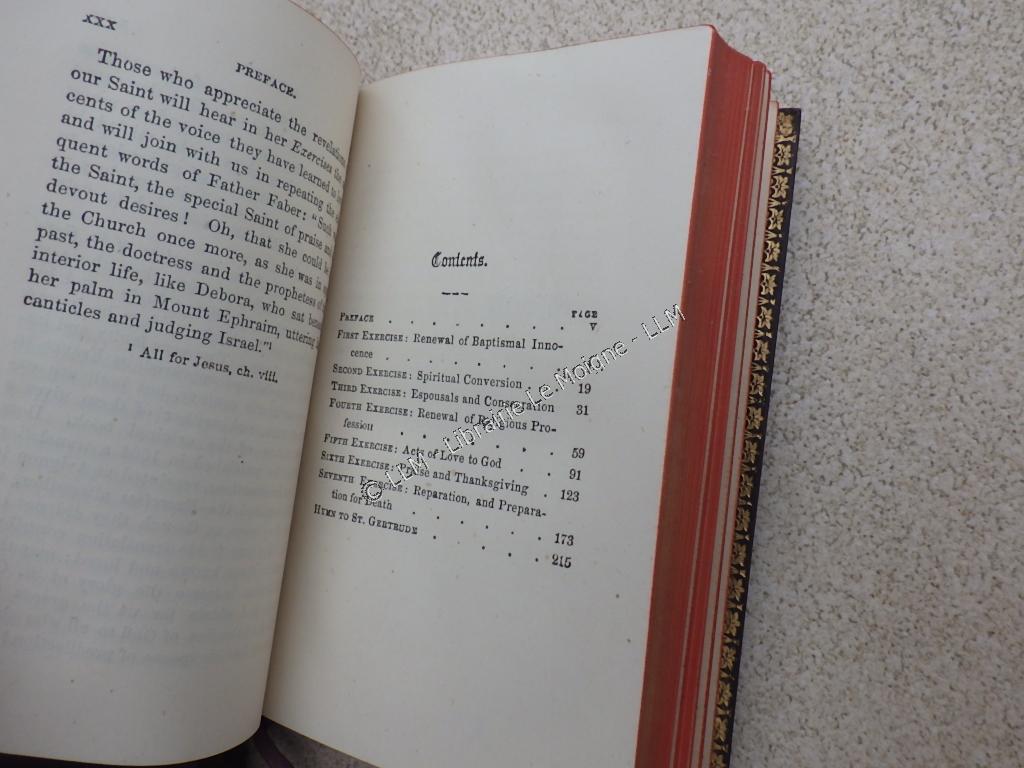 xxx
PREFACE.
Those who appreciate the revelations
our Saint will hear in her Exercises the
cents of the voice they have learned to
and will join with us in repeating the
quent words of Father Faber: "Such
the Saint, the special Saint of praise and
devout desires! Oh, that she could be
the Church once more, as she was in
past, the doctress and the prophetess of
interior life, like Debora, who sat
her palm in Mount Ephraim, uttering
canticles and judging Israel."¹
¹ All for Jesus, ch. viii.
Contents.
PAGE
PREFACE . . . . . . . V
FIRST EXERCISE: Renewal of Baptismal Inno-
cence . . . . . .
SECOND EXERCISE: Spiritual Conversion . . 19
THIRD EXERCISE: Espousals and Consecration 31
FOURTH EXERCISE: Renewal of Religious Pro-
fession . . . . . . 59
FIFTH EXERCISE: Acts of Love to God . . 91
SIXTH EXERCISE: Praise and Thanksgiving . 123
SEVENTH EXERCISE: Reparation, and Prepara-
tion for Death . . . . . 173
HYMN TO ST. GERTRUDE . . . . 215
© LLM - Librairie Le Moigne - LLM